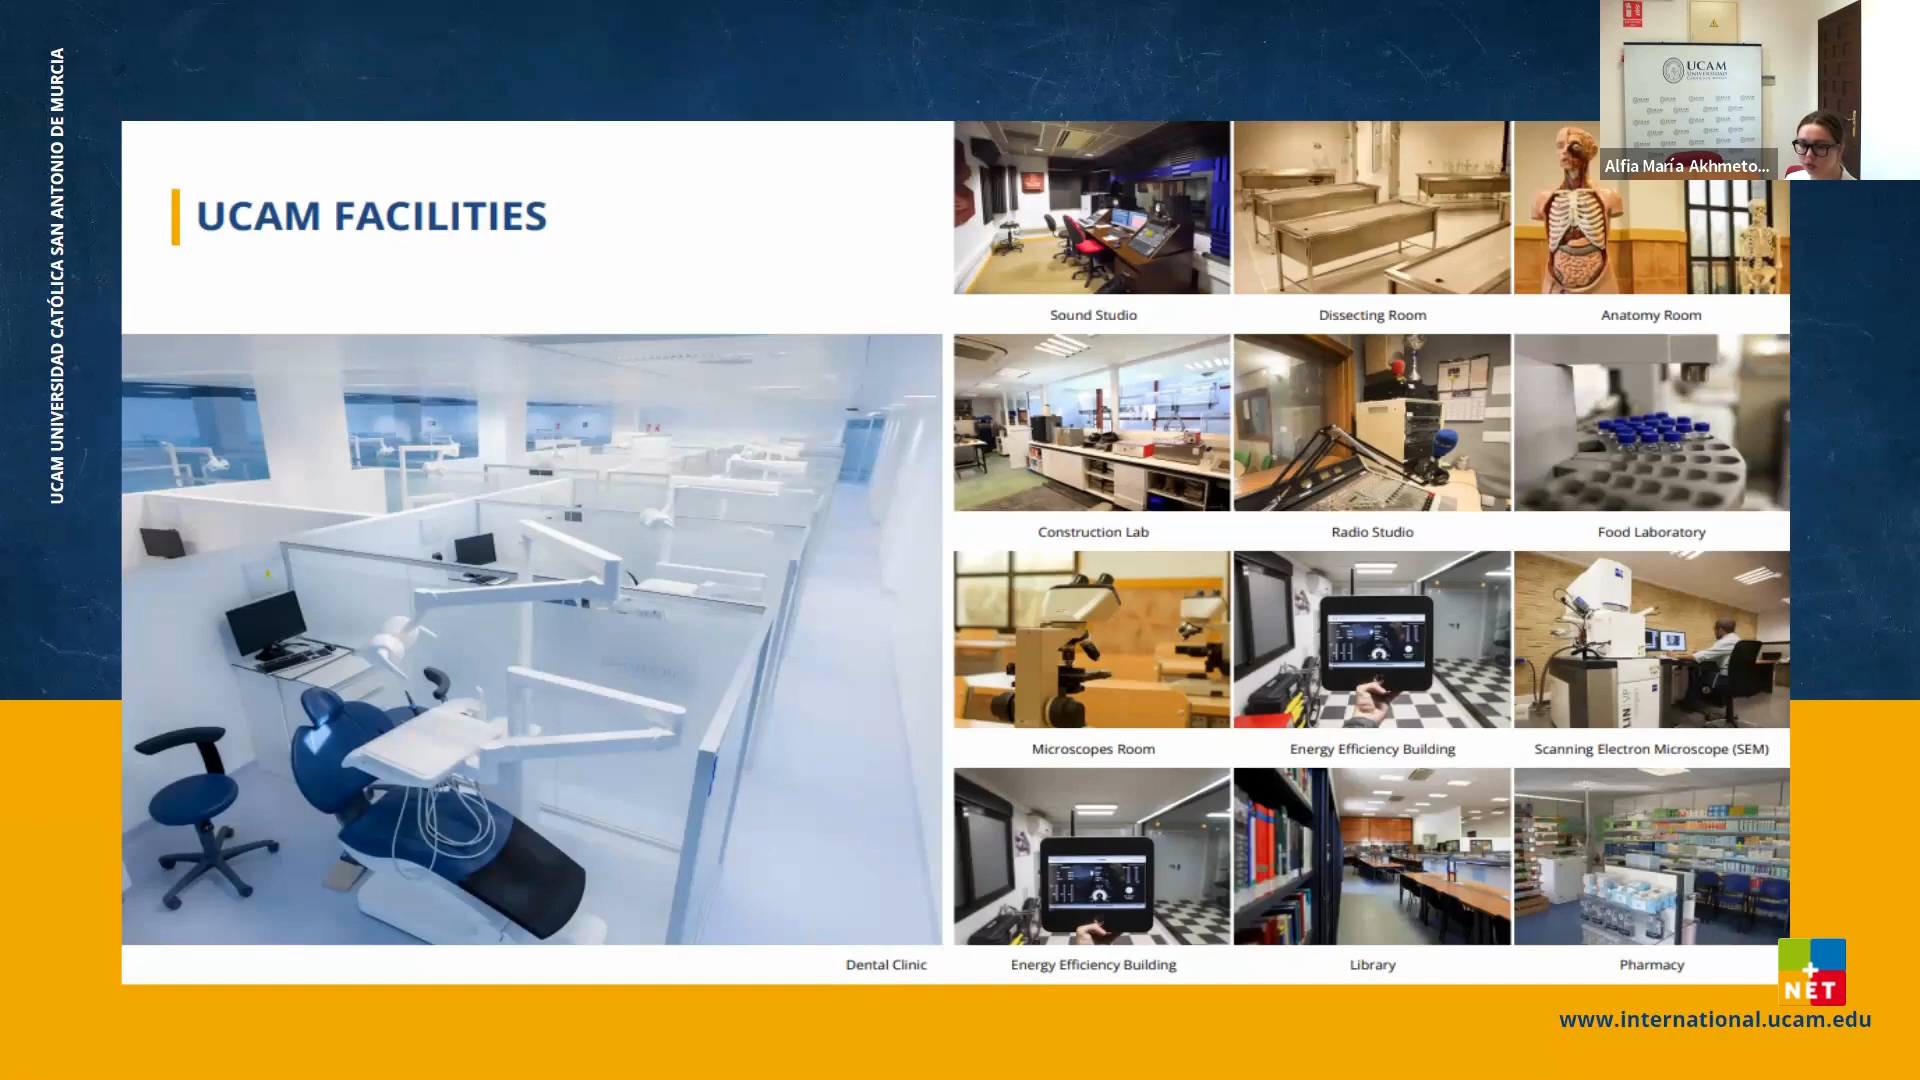 UCAM UNIVERSIDAD CATÓLICA SAN ANTONIO DE MURCIA
UCAM FACILITIES
UCAM
UNIVERSIDAD
Alfia María Akhmeto...
Sound Studio
Dissecting Room
Anatomy Room
Construction Lab
Radio Studio
Food Laboratory
Microscopes Room
Energy Efficiency Building
Scanning Electron Microscope (SEM)
Dental Clinic
Energy Efficiency Building
Library
Pharmacy
NET
www.international.ucam.edu